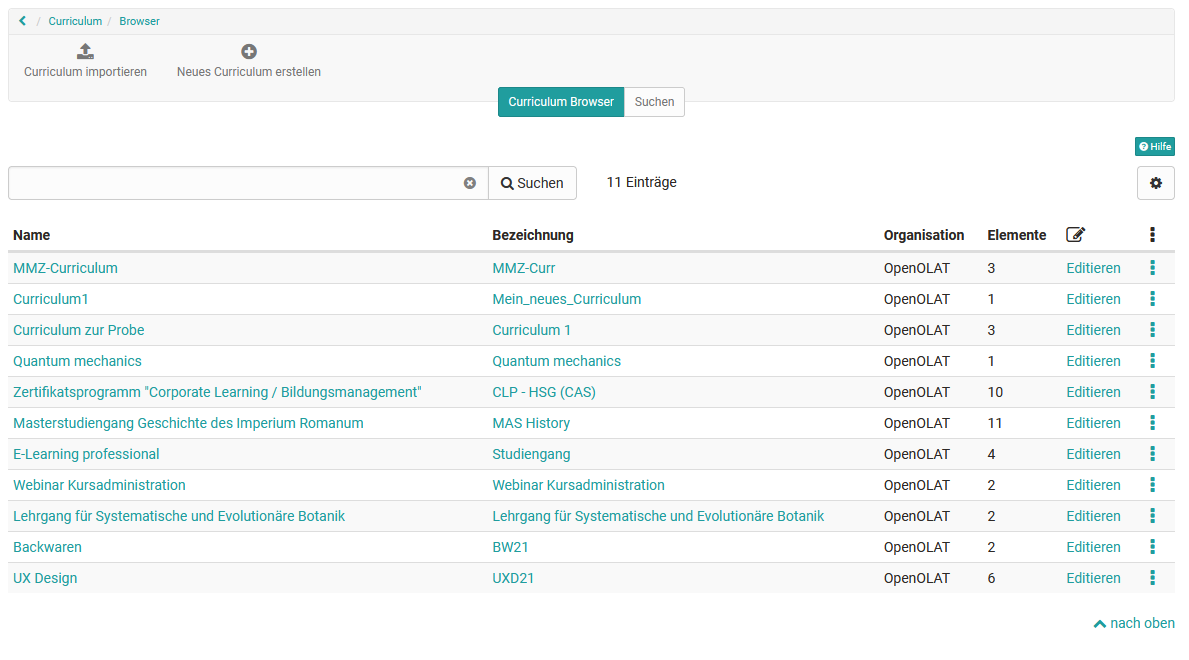 / Curriculum / Browser
Curriculum importieren Neues Curriculum erstellen
Curriculum Browser Suchen
Hilfe
Suchen 11 Einträge
Name Bezeichnung Organisation Elemente
MMZ-Curriculum MMZ-Curr OpenOLAT 3 Editieren
Curriculum1 Mein_neues_Curriculum OpenOLAT 1 Editieren
Curriculum zur Probe Curriculum 1 OpenOLAT 3 Editieren
Quantum mechanics Quantum mechanics OpenOLAT 1 Editieren
Zertifikatsprogramm "Corporate Learning / Bildungsmanagement" CLP - HSG (CAS) OpenOLAT 10 Editieren
Masterstudiengang Geschichte des Imperium Romanum MAS History OpenOLAT 11 Editieren
E-Learning professional Studiengang OpenOLAT 4 Editieren
Webinar Kursadministration Webinar Kursadministration OpenOLAT 2 Editieren
Lehrgang für Systematische und Evolutionäre Botanik Lehrgang für Systematische und Evolutionäre Botanik OpenOLAT 2 Editieren
Backwaren BW21 OpenOLAT 2 Editieren
UX Design UXD21 OpenOLAT 6 Editieren
nach oben